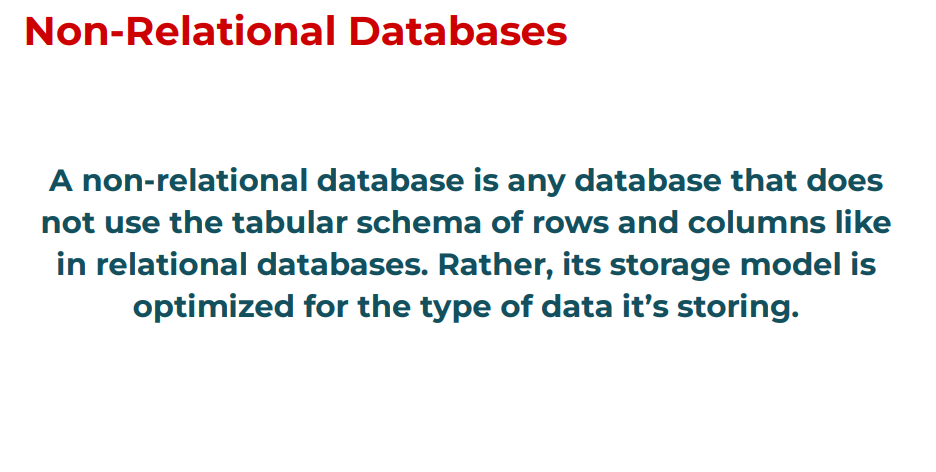 Non-Relational Databases
A non-relational database is any database that does
not use the tabular schema of rows and columns like
in relational databases. Rather, its storage model is
optimized for the type of data it’s storing.